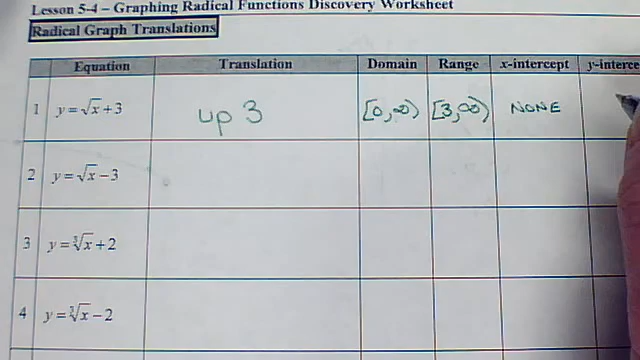 Lesson 5-4 – Graphing Radical Functions Discovery Worksheet
Radical Graph Translations
Equation Translation Domain Range x-intercept y-interce
1 y = √x + 3 up 3 [0,∞) [3,∞) NONE
2 y = √x − 3
3 y = ∛x + 2
4 y = ∛x − 2